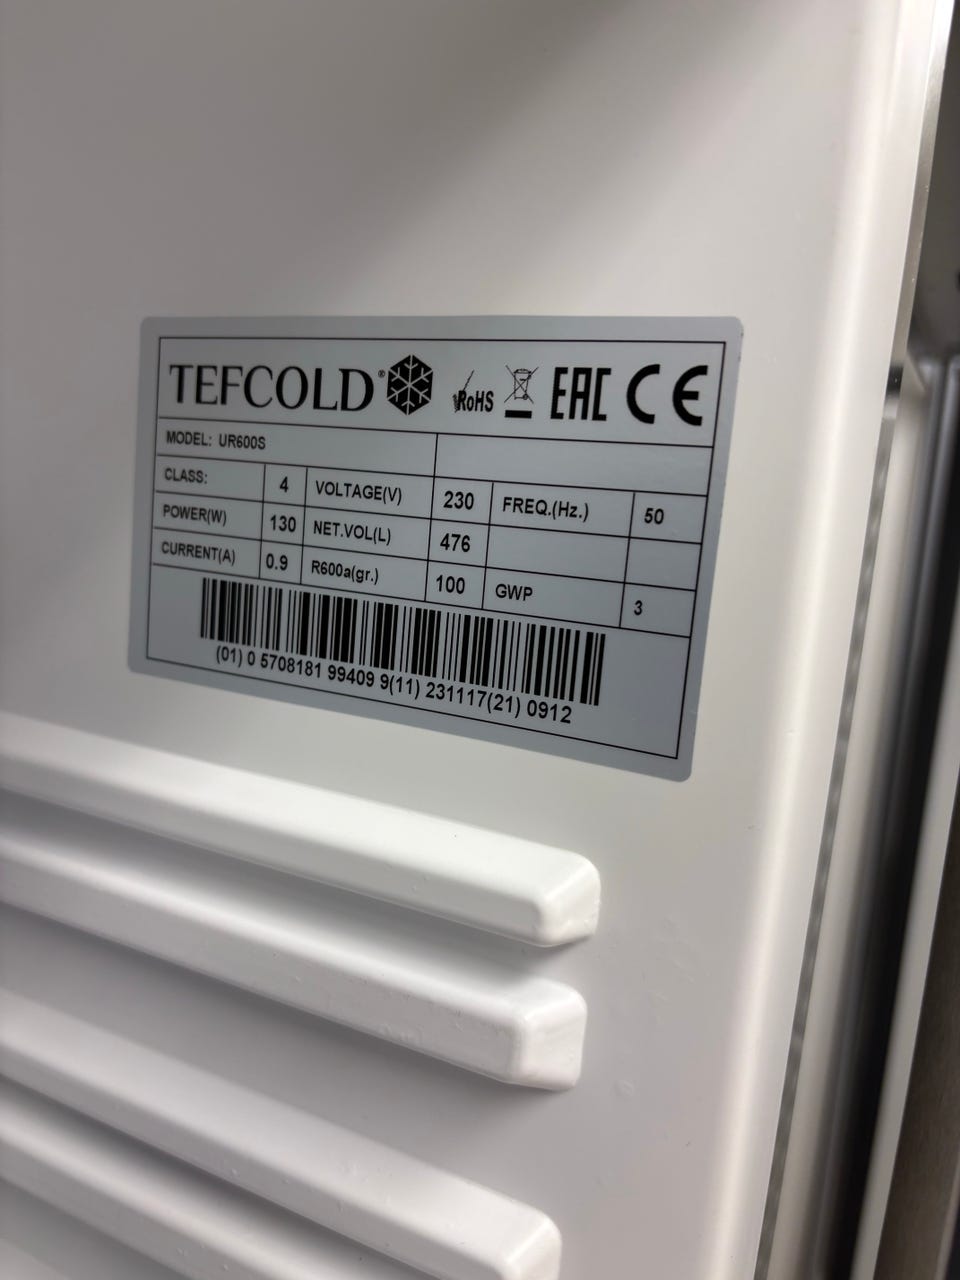 TEFCOLD® RoHS EAC CE
MODEL: UR600S
CLASS: 4 VOLTAGE(V) 230 FREQ.(Hz.) 50
POWER(W) 130 NET.VOL(L) 476
CURRENT(A) 0.9 R600a(gr.) 100 GWP 3
(01) 0 5708181 99409 9(11) 231117(21) 0912